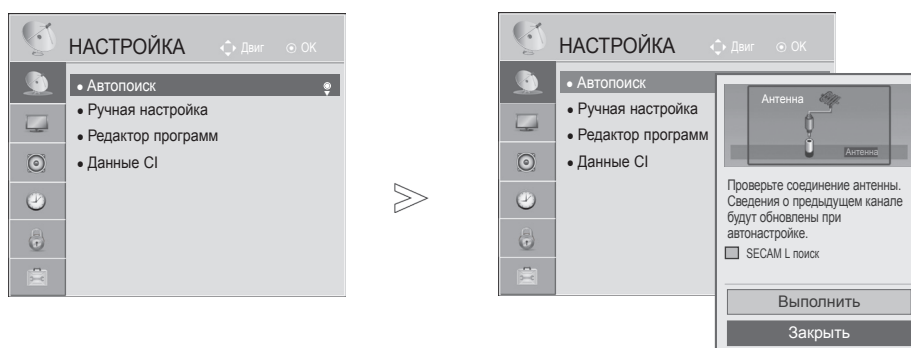 НАСТРОЙКА Двиг OK
• Автопоиск
• Ручная настройка
• Редактор программ
• Данные CI
НАСТРОЙКА Двиг OK
• Автопоиск
• Ручная настройка
• Редактор программ
• Данные CI
Антенна
Антенна
Проверьте соединение антенны.
Сведения о предыдущем канале
будут обновлены при
автонастройке.
SECAM L поиск
Выполнить
Закрыть